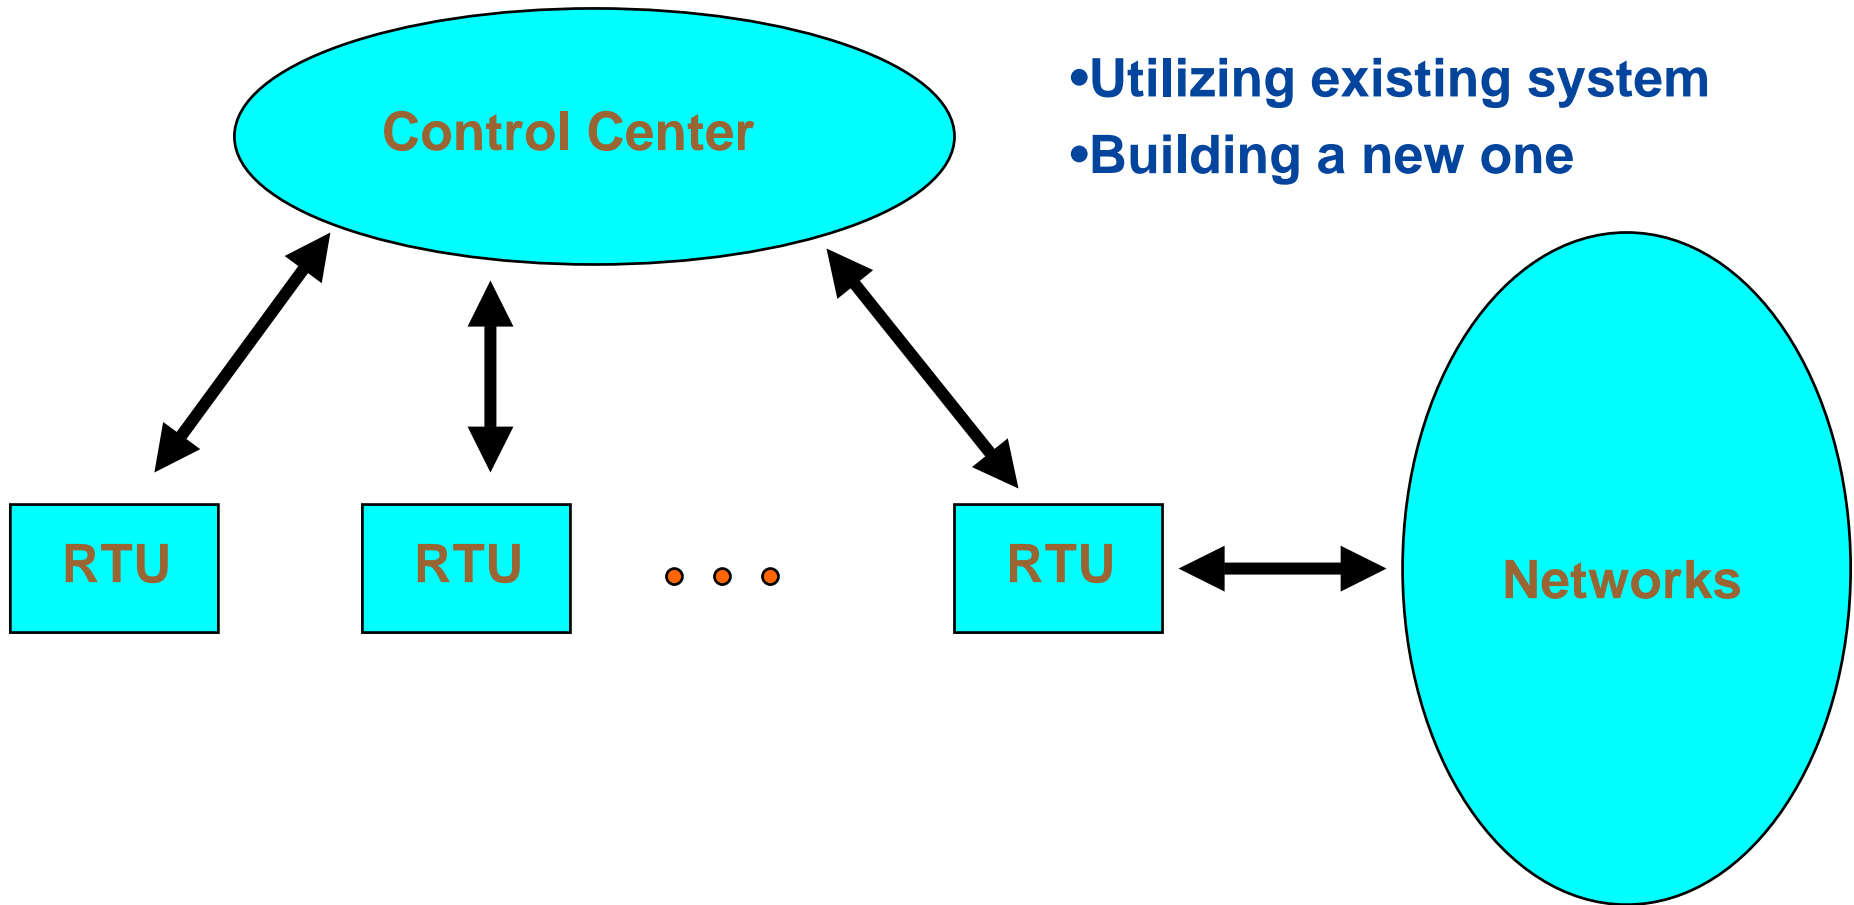 Control Center
•Utilizing existing system
•Building a new one
RTU
RTU
RTU
Networks